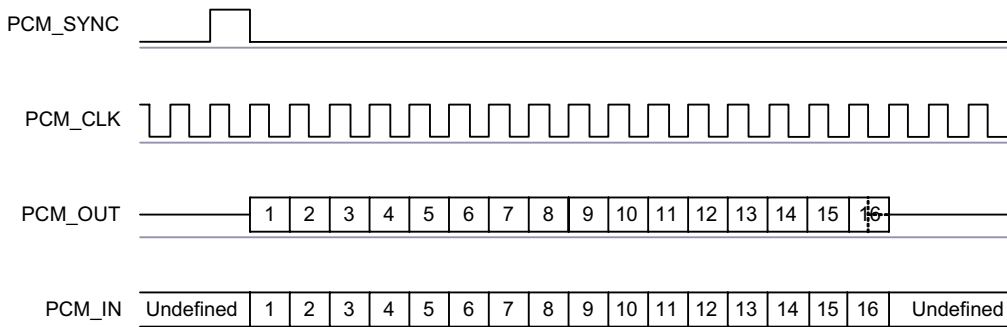 PCM_SYNC
PCM_CLK
PCM_OUT 1 2 3 4 5 6 7 8 9 10 11 12 13 14 15 16
PCM_IN Undefined 1 2 3 4 5 6 7 8 9 10 11 12 13 14 15 16 Undefined